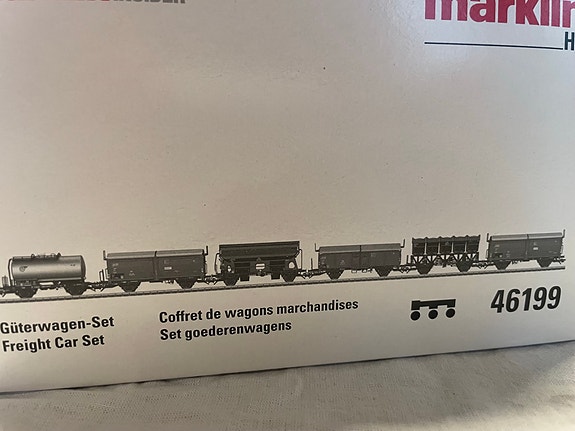 märklin
H
Güterwagen-Set
Freight Car Set
Coffret de wagons marchandises
Set goederenwagens
46199